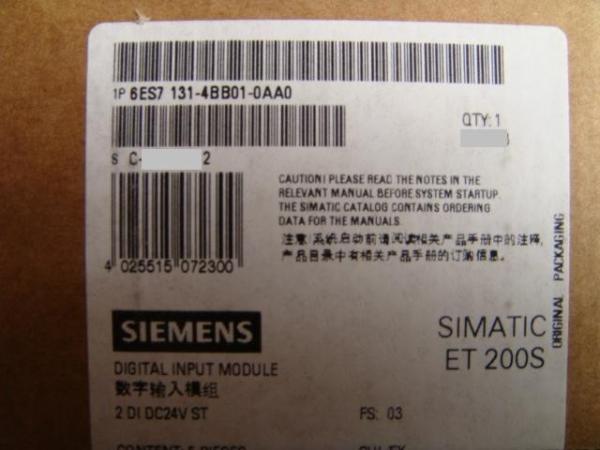 1P 6ES7 131-4BB01-0AA0
QTY: 1
S C- 2
CAUTION! PLEASE READ THE NOTES IN THE
RELEVANT MANUAL BEFORE SYSTEM STARTUP.
THE SIMATIC CATALOG CONTAINS ORDERING
DATA FOR THE MANUALS.
注意!系统启动前请阅读相关产品手册中的注释,
产品目录中有相关产品手册的订购信息。
4 025515 072300
ORIGINAL PACKAGING
SIEMENS
SIMATIC
ET 200S
DIGITAL INPUT MODULE
数字输入模组
2 DI DC24V ST
FS: 03